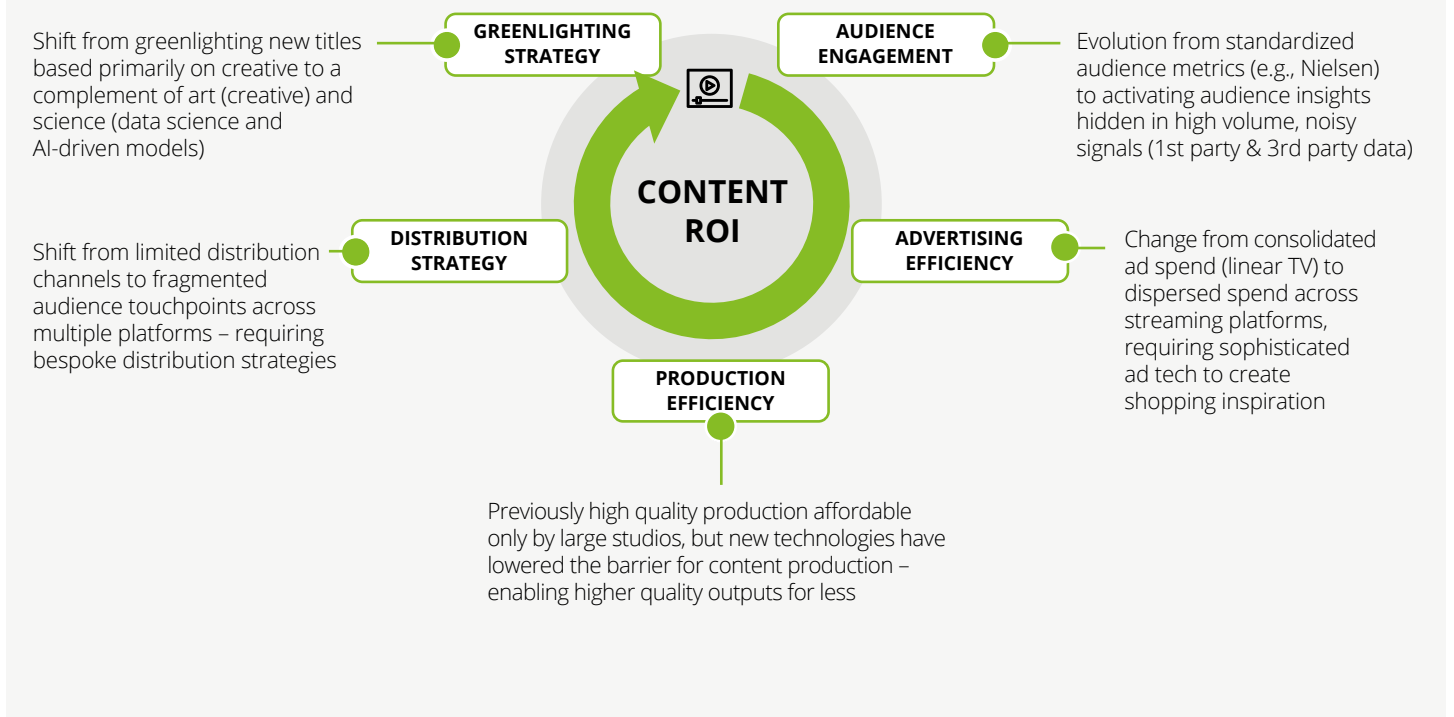 GREENLIGHTING
STRATEGY
Shift from greenlighting new titles
based primarily on creative to a
complement of art (creative) and
science (data science and
AI-driven models)
AUDIENCE
ENGAGEMENT
Evolution from standardized
audience metrics (e.g., Nielsen)
to activating audience insights
hidden in high volume, noisy
signals (1st party & 3rd party data)
CONTENT
ROI
DISTRIBUTION
STRATEGY
Shift from limited distribution
channels to fragmented
audience touchpoints across
multiple platforms – requiring
bespoke distribution strategies
ADVERTISING
EFFICIENCY
Change from consolidated
ad spend (linear TV) to
dispersed spend across
streaming platforms,
requiring sophisticated
ad tech to create
shopping inspiration
PRODUCTION
EFFICIENCY
Previously high quality production affordable
only by large studios, but new technologies have
lowered the barrier for content production –
enabling higher quality outputs for less